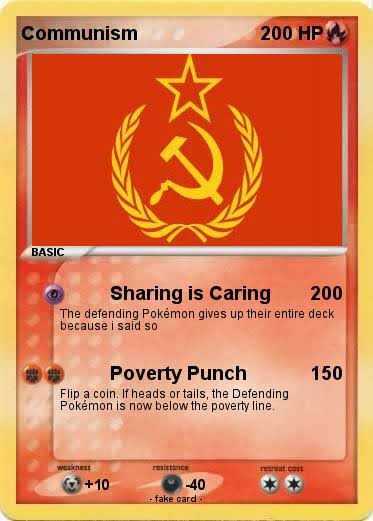 Communism 200 HP
BASIC
Sharing is Caring 200
The defending Pokémon gives up their entire deck
because i said so
Poverty Punch 150
Flip a coin. If heads or tails, the Defending
Pokémon is now below the poverty line.
weakness resistance retreat cost
+10 -40
- fake card -